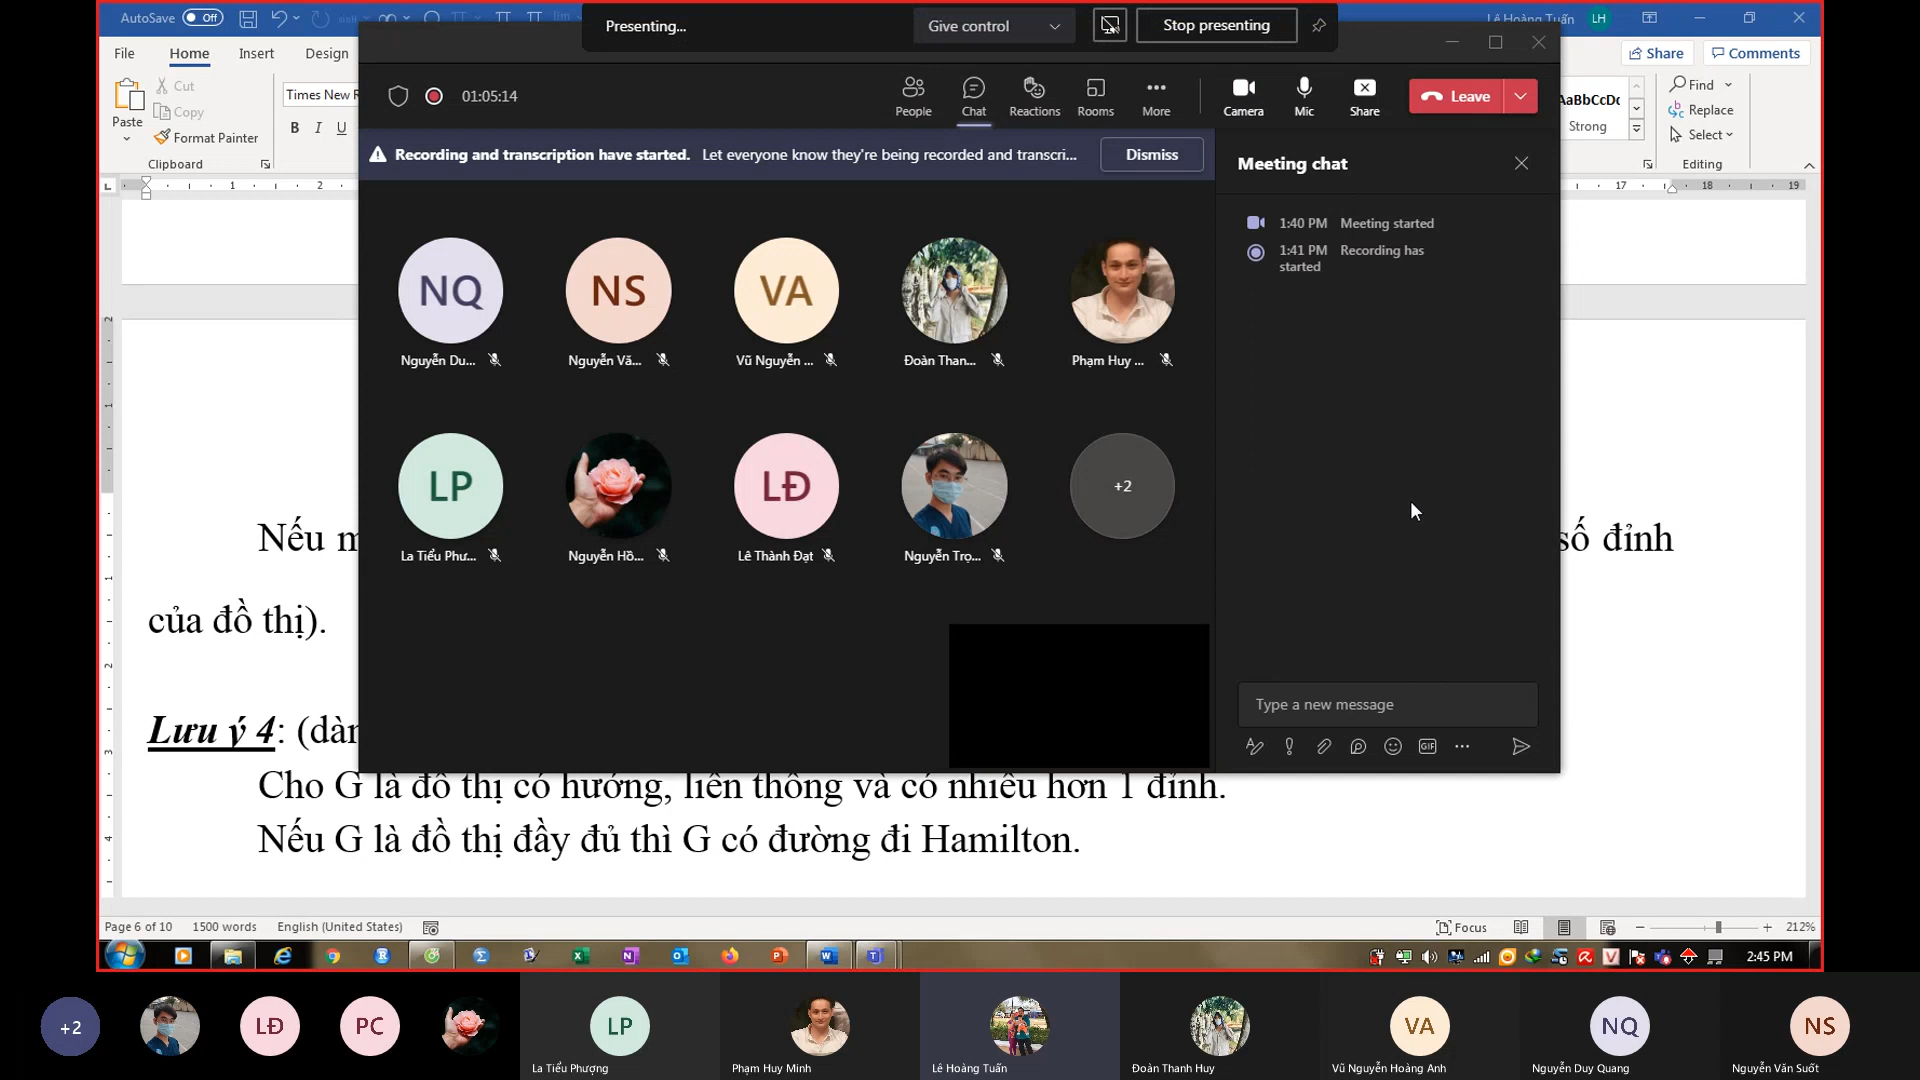 AutoSave Off
Presenting...
Give control
Stop presenting
Lê Hoàng Tuấn LH
File Home Insert Design
Share Comments
01:05:14
People Chat Reactions Rooms More
Camera Mic Share Leave
Paste
Cut
Copy
Format Painter
Clipboard
Times New R
B I U
AaBbCcDc
Strong
Find
Replace
Select
Editing
Recording and transcription have started. Let everyone know they're being recorded and transcri...
Dismiss
Meeting chat
1:40 PM Meeting started
1:41 PM Recording has
started
1 2
17 18 19
NQ NS VA
Nguyễn Du... Nguyễn Vă... Vũ Nguyễn ... Đoàn Than... Phạm Huy ...
LP LĐ +2
La Tiểu Phư... Nguyễn Hồ... Lê Thành Đạt Nguyễn Trọ...
Type a new message
GIF
Nếu m
số đỉnh
của đồ thị).
Lưu ý 4: (dàn
Cho G là đồ thị có hướng, liên thông và có nhiều hơn 1 đỉnh.
Nếu G là đồ thị đầy đủ thì G có đường đi Hamilton.
Page 6 of 10 1500 words English (United States)
Focus
212%
2:45 PM
+2 LĐ PC LP VA NQ NS
La Tiểu Phượng Phạm Huy Minh Lê Hoàng Tuấn Đoàn Thanh Huy Vũ Nguyễn Hoàng Anh Nguyễn Duy Quang Nguyễn Văn Suốt